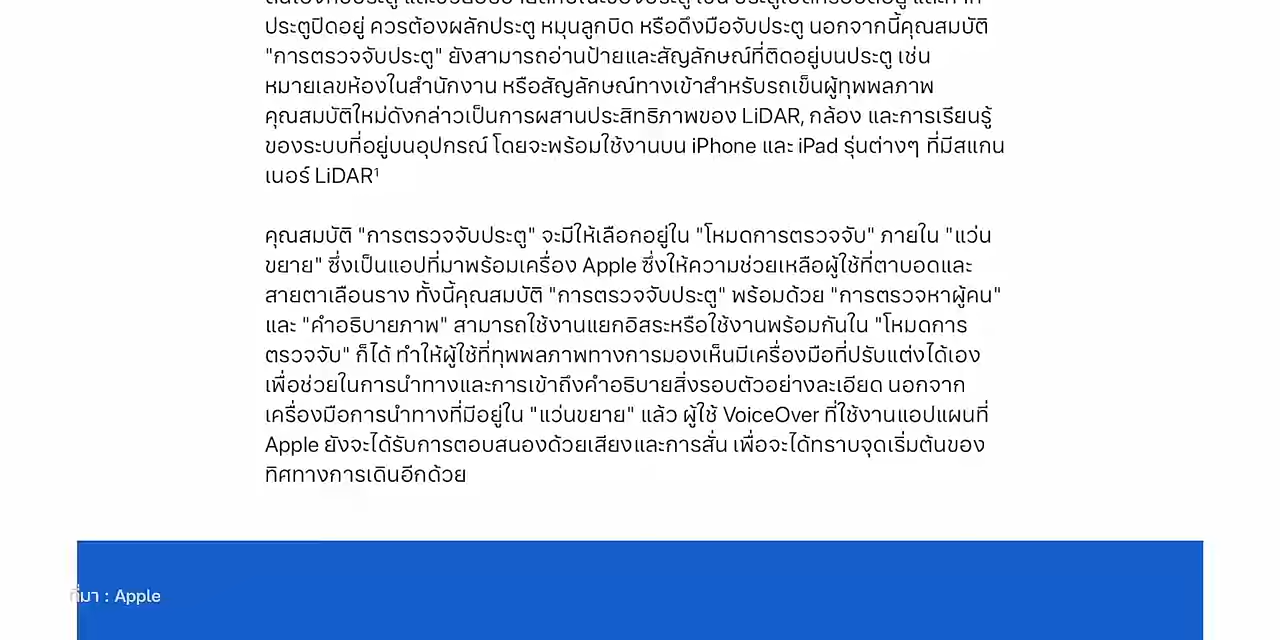 ประตูปิดอยู่ ควรต้องผลักประตู หมุนลูกบิด หรือดึงมือจับประตู นอกจากนี้คุณสมบัติ
"การตรวจจับประตู" ยังสามารถอ่านป้ายและสัญลักษณ์ที่ติดอยู่บนประตู เช่น
หมายเลขห้องในสำนักงาน หรือสัญลักษณ์ทางเข้าสำหรับรถเข็นผู้ทุพพลภาพ
คุณสมบัติใหม่ดังกล่าวเป็นการผสานประสิทธิภาพของ LiDAR, กล้อง และการเรียนรู้
ของระบบที่อยู่บนอุปกรณ์ โดยจะพร้อมใช้งานบน iPhone และ iPad รุ่นต่างๆ ที่มีสแกน
เนอร์ LiDAR¹
คุณสมบัติ "การตรวจจับประตู" จะมีให้เลือกอยู่ใน "โหมดการตรวจจับ" ภายใน "แว่น
ขยาย" ซึ่งเป็นแอปที่มาพร้อมเครื่อง Apple ซึ่งให้ความช่วยเหลือผู้ใช้ที่ตาบอดและ
สายตาเลือนราง ทั้งนี้คุณสมบัติ "การตรวจจับประตู" พร้อมด้วย "การตรวจหาผู้คน"
และ "คำอธิบายภาพ" สามารถใช้งานแยกอิสระหรือใช้งานพร้อมกันใน "โหมดการ
ตรวจจับ" ก็ได้ ทำให้ผู้ใช้ที่ทุพพลภาพทางการมองเห็นมีเครื่องมือที่ปรับแต่งได้เอง
เพื่อช่วยในการนำทางและการเข้าถึงคำอธิบายสิ่งรอบตัวอย่างละเอียด นอกจาก
เครื่องมือการนำทางที่มีอยู่ใน "แว่นขยาย" แล้ว ผู้ใช้ VoiceOver ที่ใช้งานแอปแผนที่
Apple ยังจะได้รับการตอบสนองด้วยเสียงและการสั่น เพื่อจะได้ทราบจุดเริ่มต้นของ
ทิศทางการเดินอีกด้วย
ที่มา : Apple